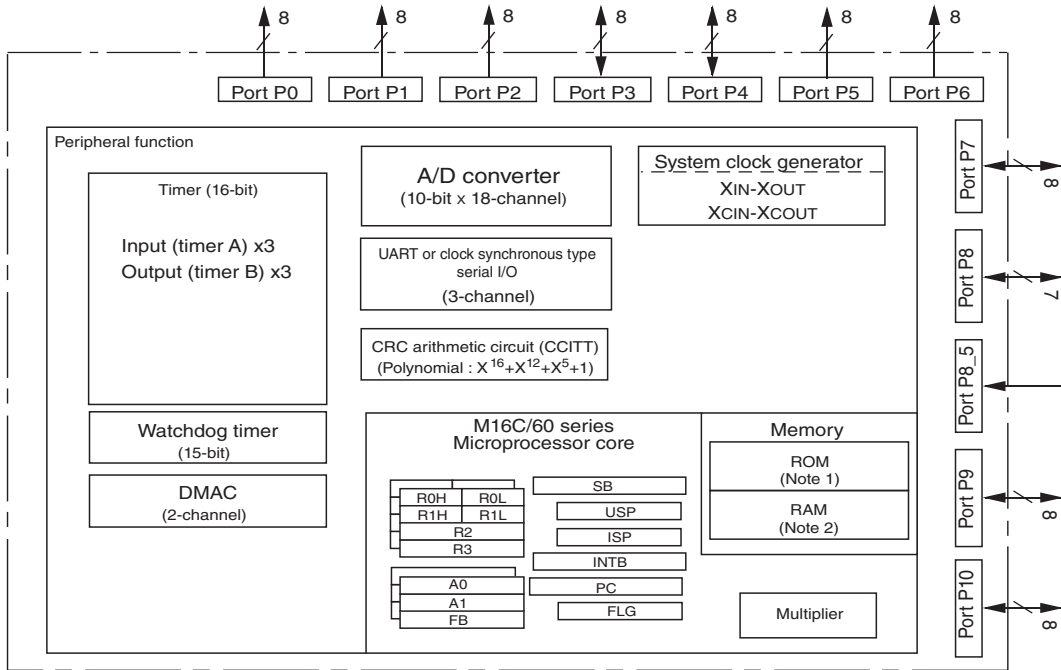 8 8 8 8 8 8 8
Port P0 Port P1 Port P2 Port P3 Port P4 Port P5 Port P6
Peripheral function
Timer (16-bit)
Input (timer A) x3
Output (timer B) x3
Watchdog timer
(15-bit)
DMAC
(2-channel)
A/D converter
(10-bit x 18-channel)
UART or clock synchronous type
serial I/O
(3-channel)
CRC arithmetic circuit (CCITT)
(Polynomial : X16+X12+X5+1)
System clock generator
XIN-XOUT
XCIN-XCOUT
M16C/60 series
Microprocessor core
R0H R0L
R1H R1L
R2
R3
A0
A1
FB
SB
USP
ISP
INTB
PC
FLG
Memory
ROM
(Note 1)
RAM
(Note 2)
Multiplier
Port P7
8
Port P8
7
Port P8_5
Port P9
8
Port P10
8